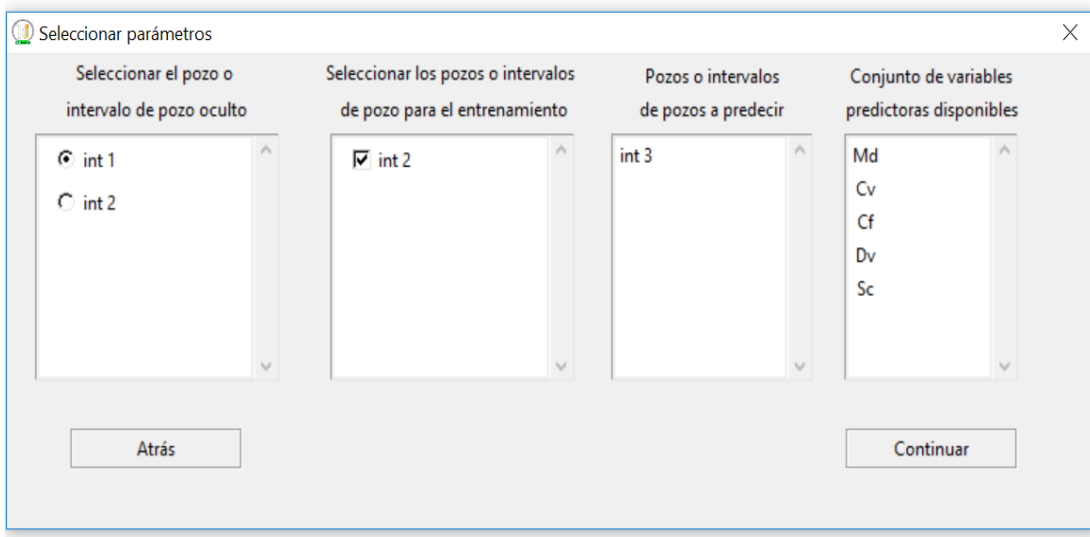 Seleccionar parámetros
Seleccionar el pozo o
intervalo de pozo oculto
int 1
int 2
Seleccionar los pozos o intervalos
de pozo para el entrenamiento
int 2
Pozos o intervalos
de pozos a predecir
int 3
Conjunto de variables
predictoras disponibles
Md
Cv
Cf
Dv
Sc
Atrás
Continuar